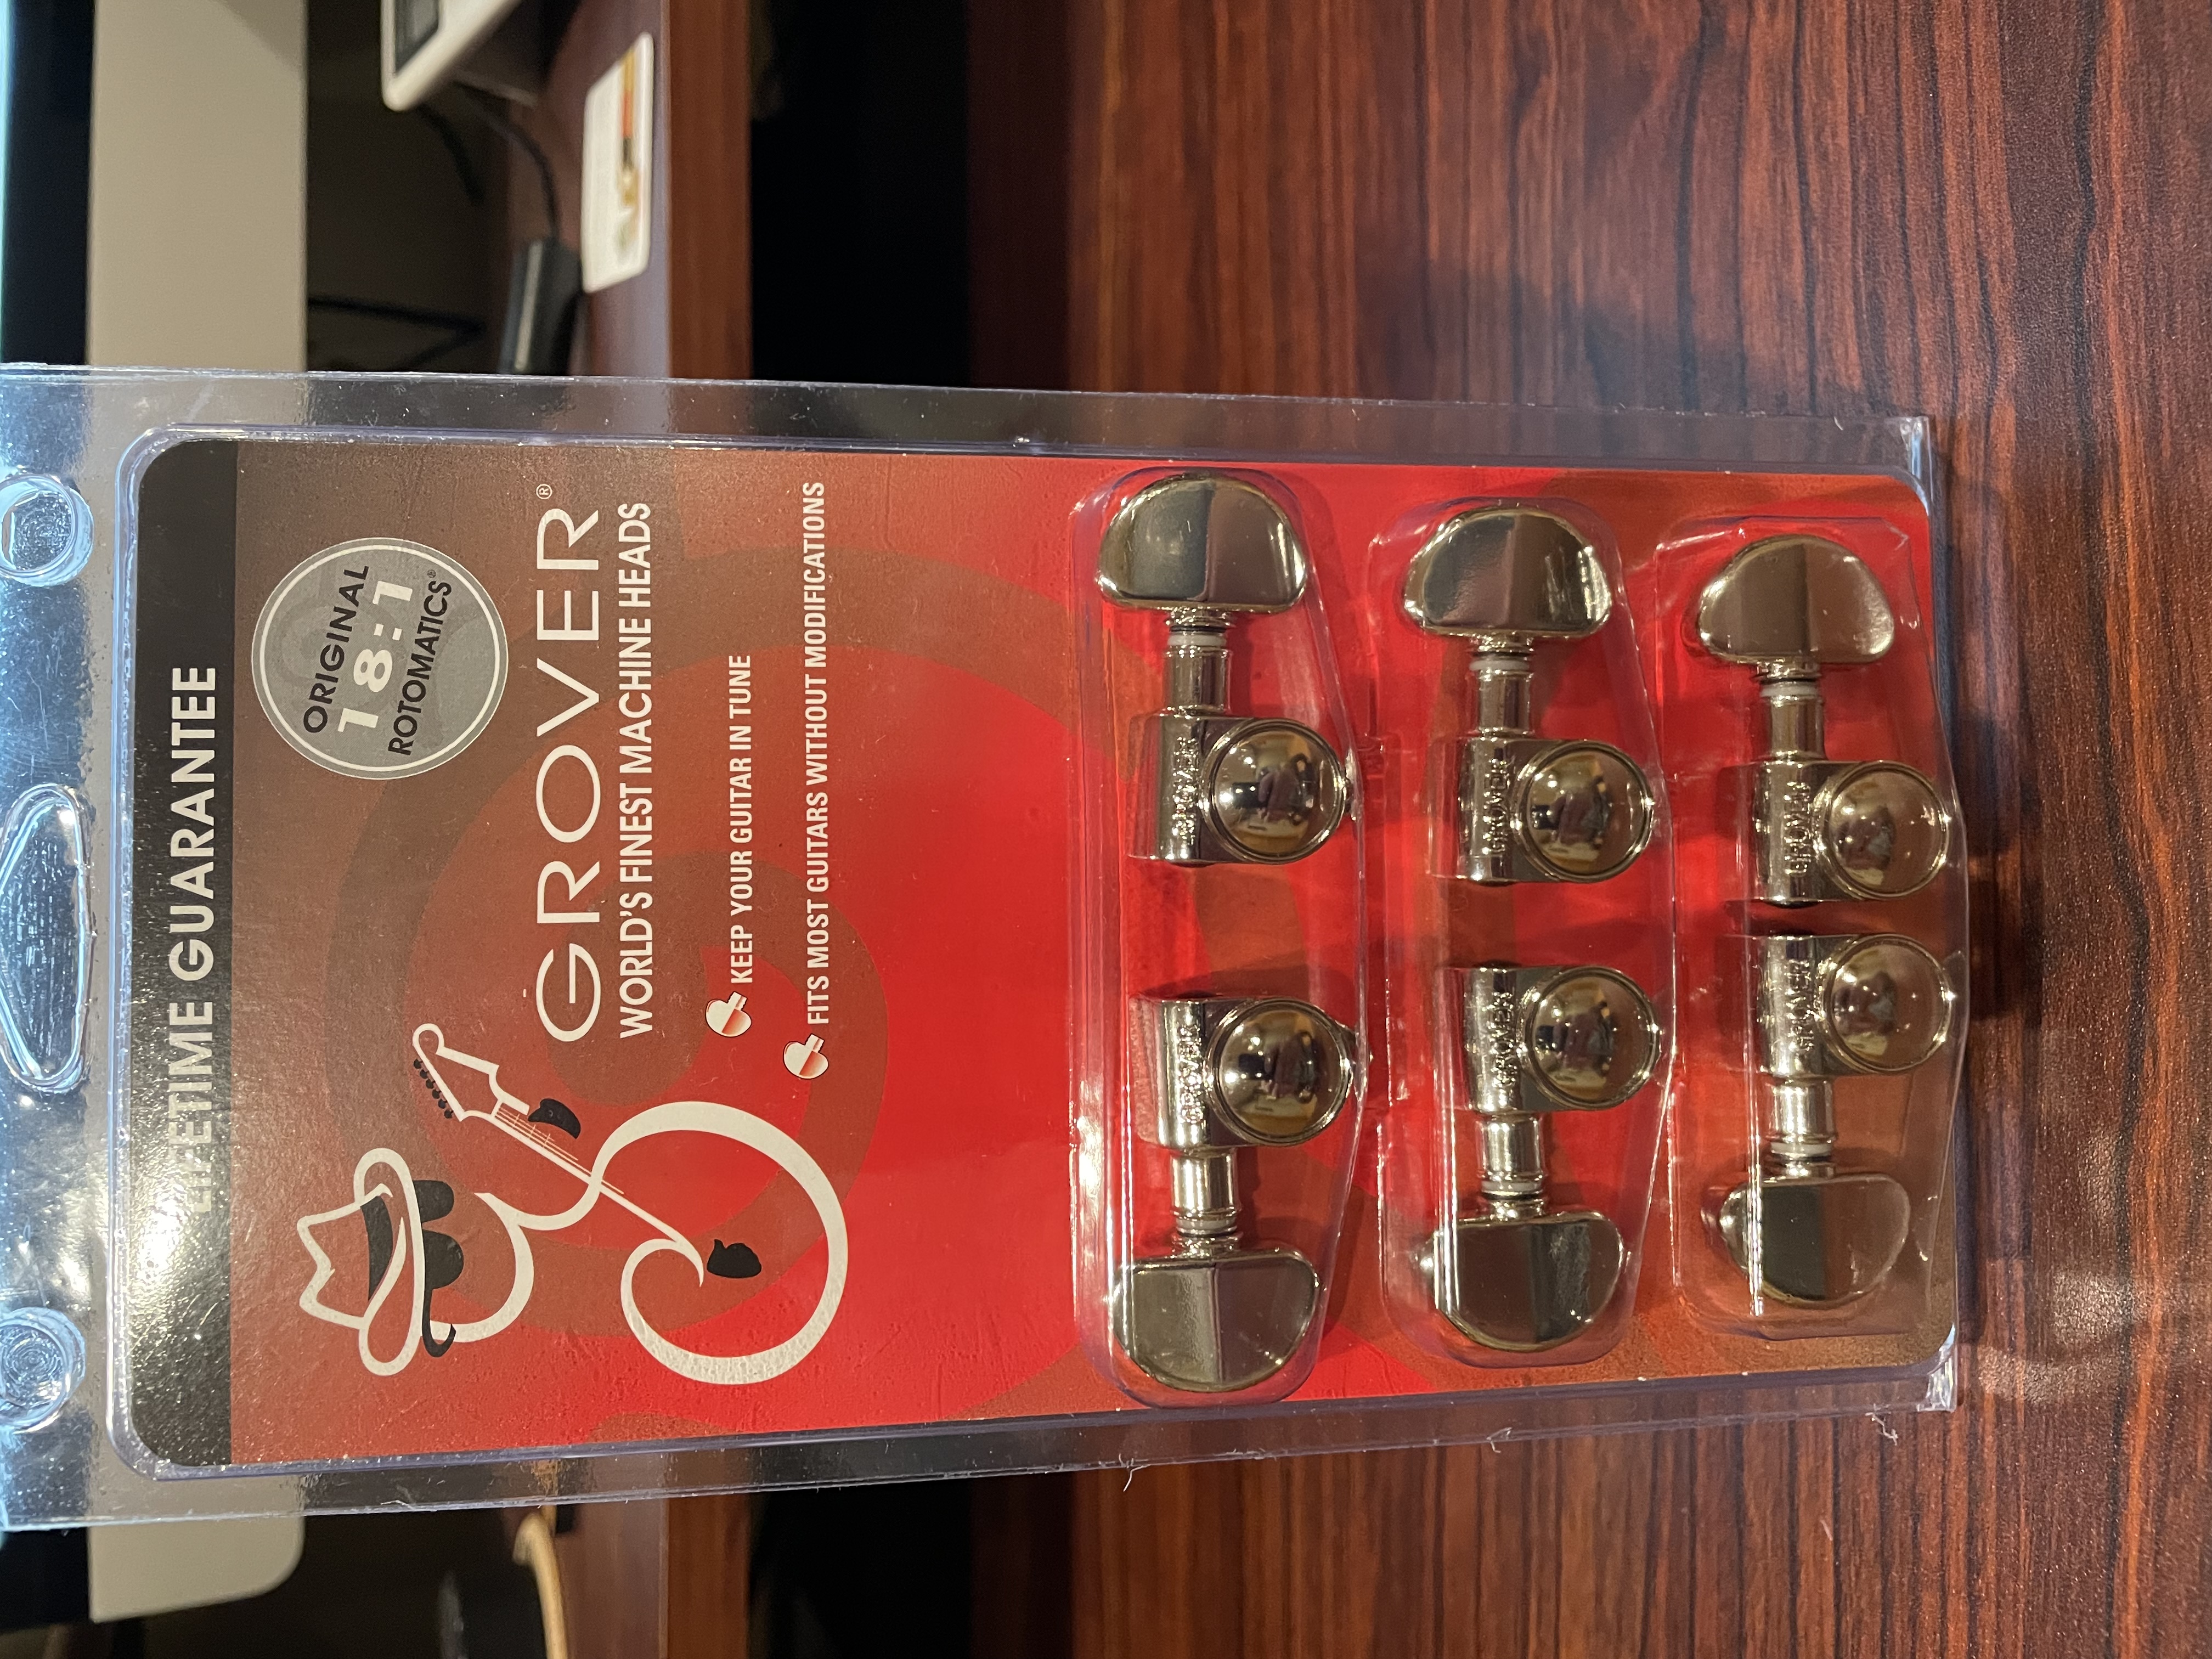 LIFETIME GUARANTEE
ORIGINAL
18:1
ROTOMATICS®
GROVER®
WORLD'S FINEST MACHINE HEADS
KEEP YOUR GUITAR IN TUNE
FITS MOST GUITARS WITHOUT MODIFICATIONS
GROVER
GROVER
GROVER
GROVER
GROVER
GROVER